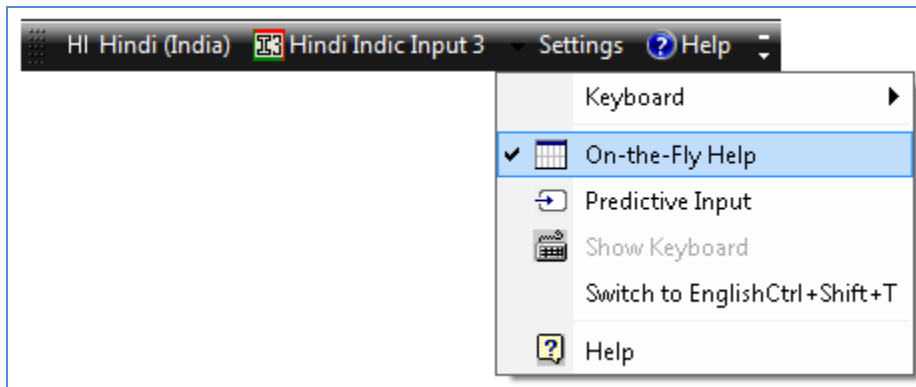 HI Hindi (India) I3 Hindi Indic Input 3 Settings ? Help
Keyboard
On-the-Fly Help
Predictive Input
Show Keyboard
Switch to EnglishCtrl+Shift+T
? Help